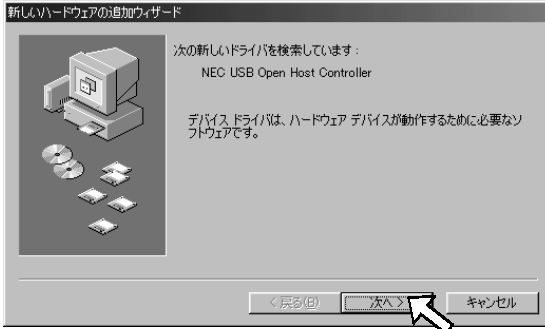 新しいハードウェアの追加ウィザード
次の新しいドライバを検索しています:
NEC USB Open Host Controller
デバイス ドライバは、ハードウェア デバイスが動作するために必要なソ
フトウェアです。
< 戻る(B)
次へ >
キャンセル